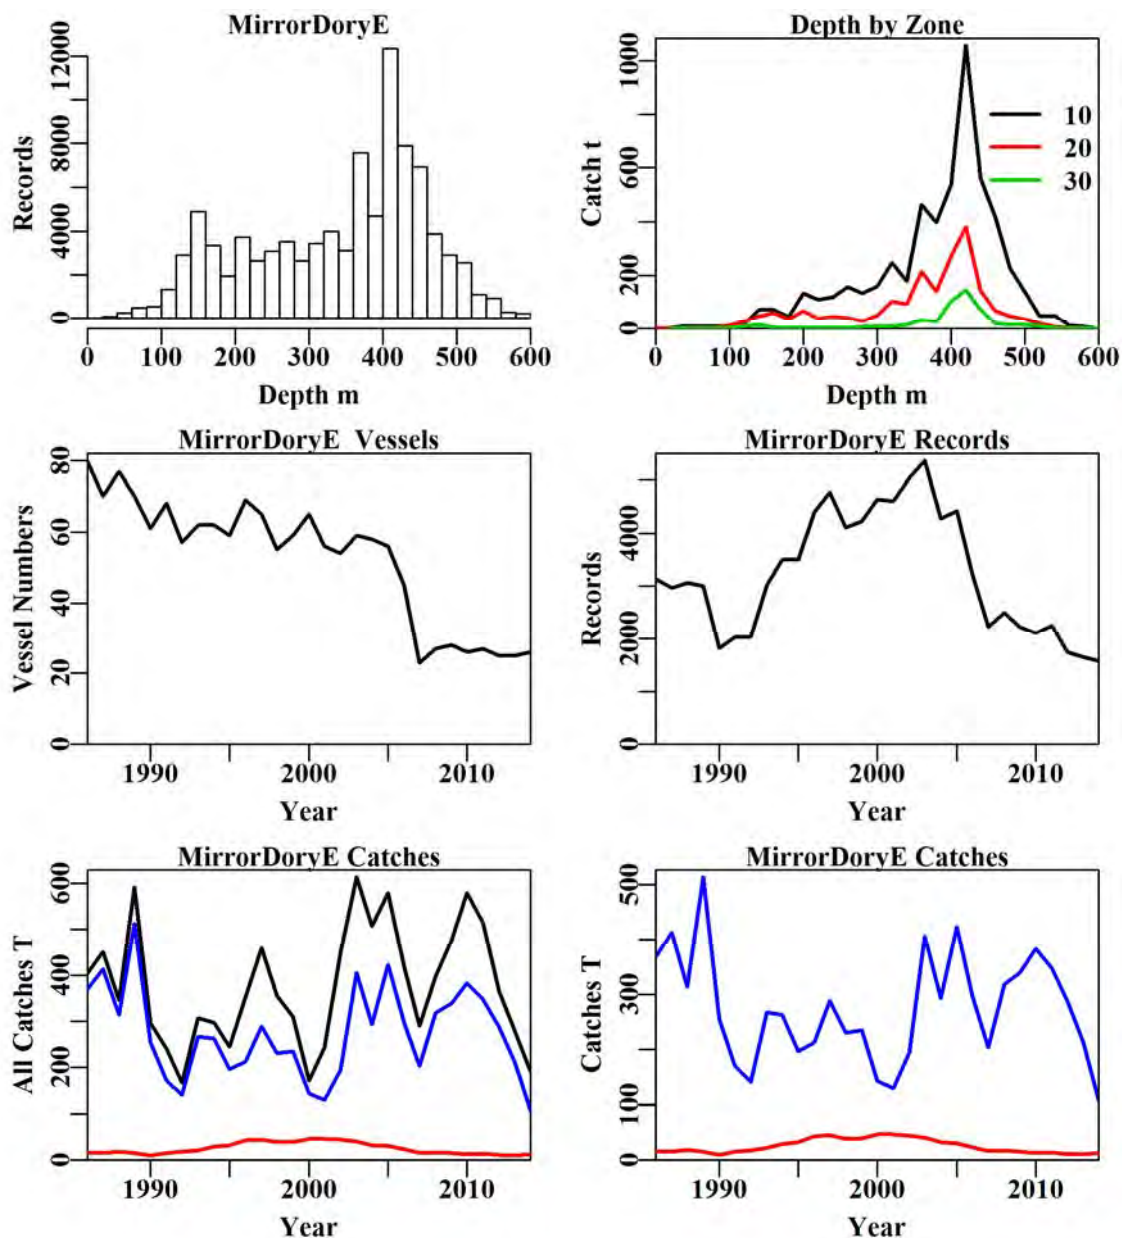 MirrorDoryE
Records
0 4000 8000 12000
0 100 200 300 400 500 600
Depth m
Depth by Zone
Catch t
0 200 600 1000
10
20
30
0 100 200 300 400 500 600
Depth m
MirrorDoryE Vessels
Vessel Numbers
0 20 40 60 80
1990 2000 2010
Year
MirrorDoryE Records
Records
0 2000 4000
1990 2000 2010
Year
MirrorDoryE Catches
All Catches T
0 200 400 600
1990 2000 2010
Year
MirrorDoryE Catches
Catches T
0 100 300 500
1990 2000 2010
Year